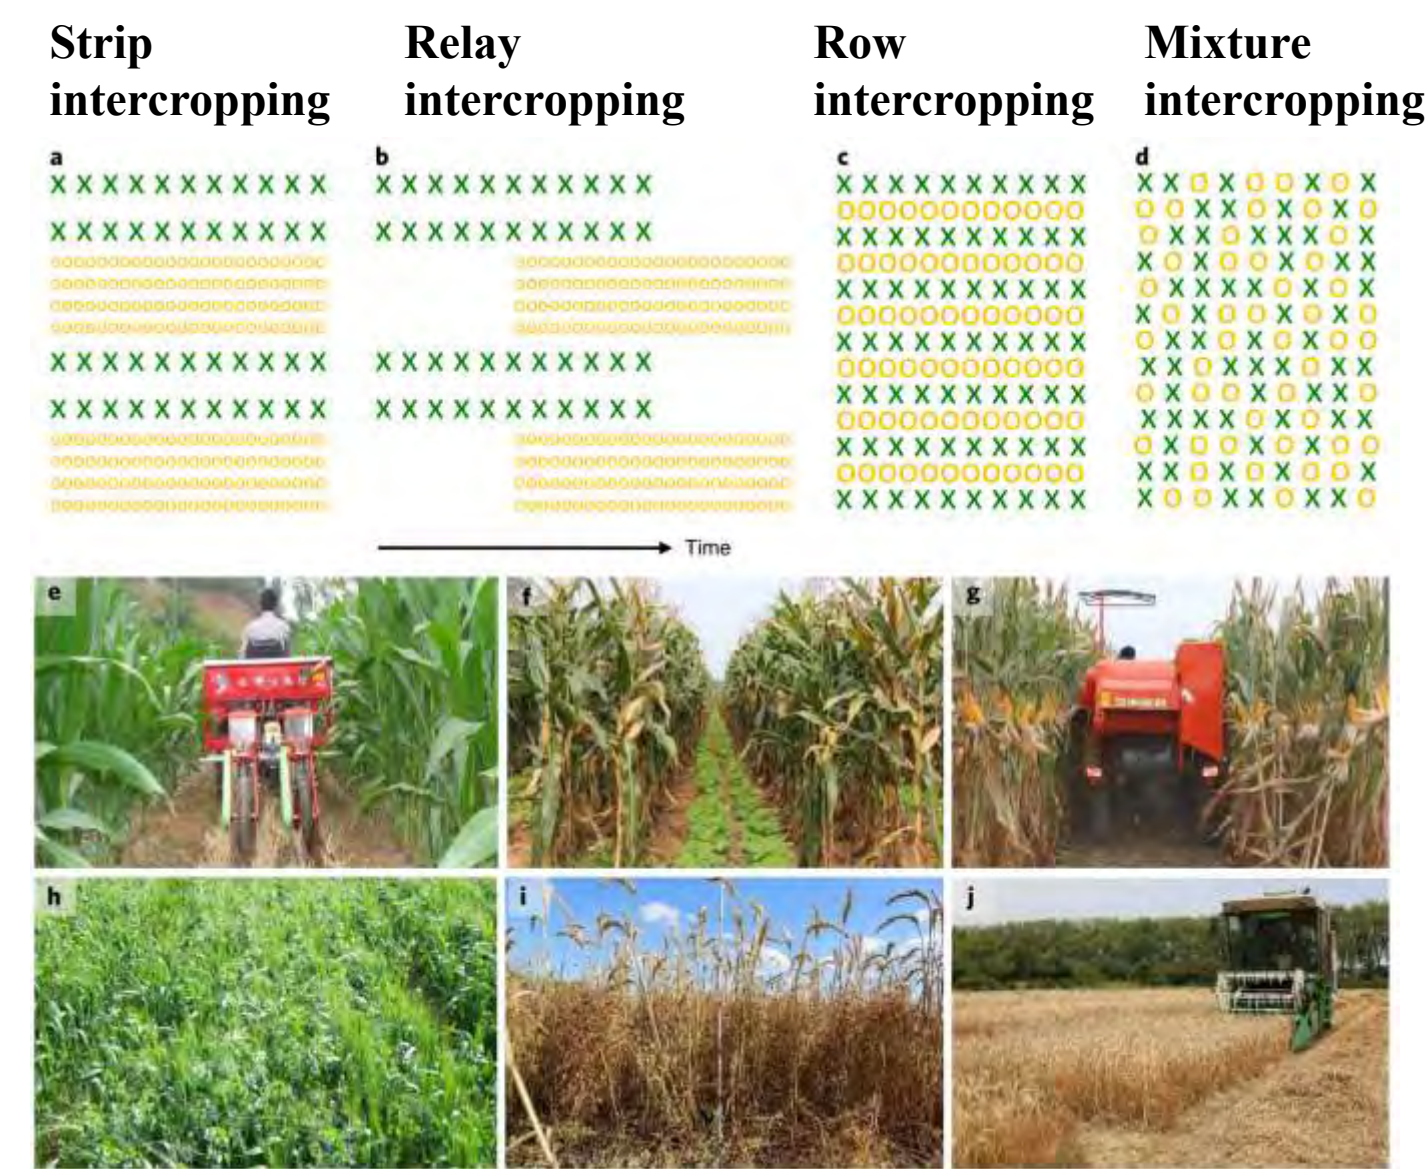 Strip
intercropping
Relay
intercropping
Row
intercropping
Mixture
intercropping
a
b
c
d
Time
e
f
g
h
i
j